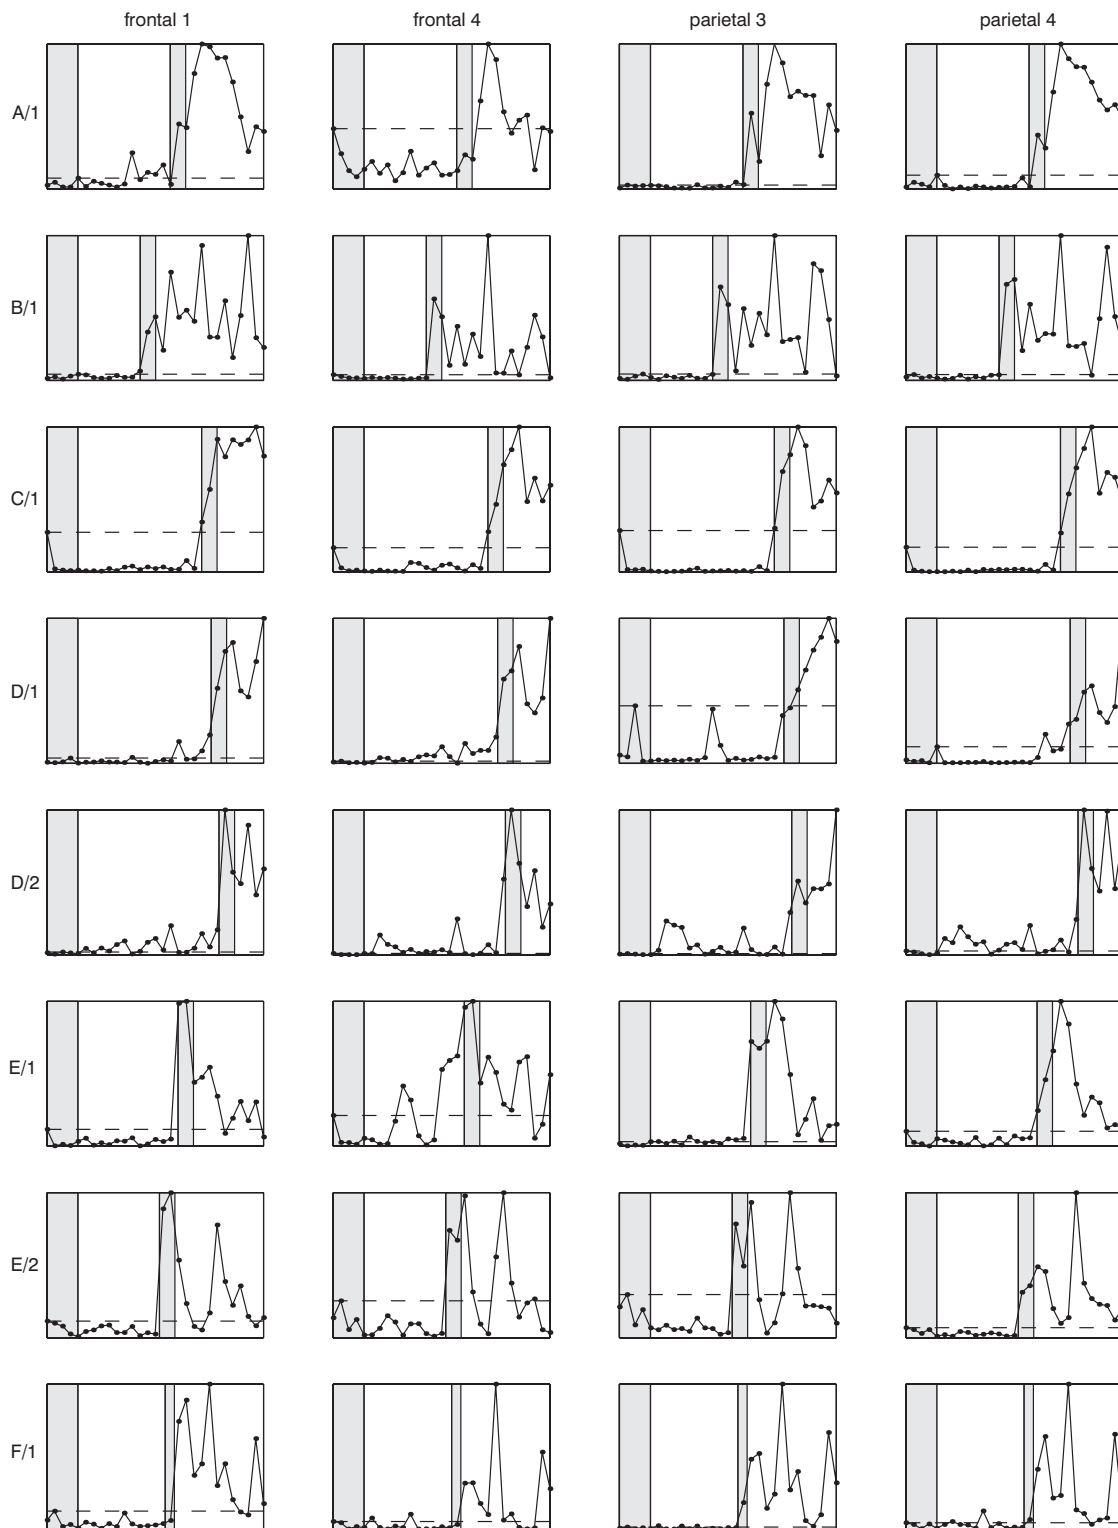 frontal 1 frontal 4 parietal 3 parietal 4
A/1
B/1
C/1
D/1
D/2
E/1
E/2
F/1